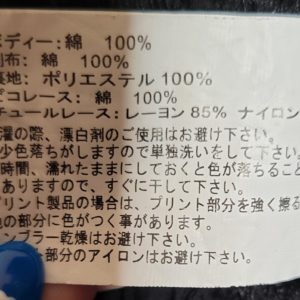 ボディー：綿　100%
別布：綿　100%
裏地：ポリエステル 100%
ピコレース：綿　100%
チュールレース：レーヨン 85% ナイロン
濯の際、漂白剤のご使用はお避け下さい。
少色落ちがしますので単独洗いをして下さ
時間、濡れたままにしておくと色が落ちること
ありますので、すぐに干して下さい。
プリント製品の場合は、プリント部分を強く擦る
の部分に色がつく事があります。
ンブラー乾燥はお避け下さい。
ト部分のアイロンはお避け下さい。